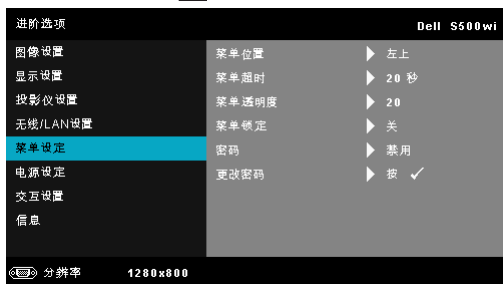 进阶选项 Dell S500wi
图像设置
显示设置
投影仪设置
无线/LAN设置
菜单设定
电源设定
交互设置
信息
菜单位置 左上
菜单超时 20 秒
菜单透明度 20
菜单锁定 关
密码 禁用
更改密码 按 ✓
分辨率 1280x800